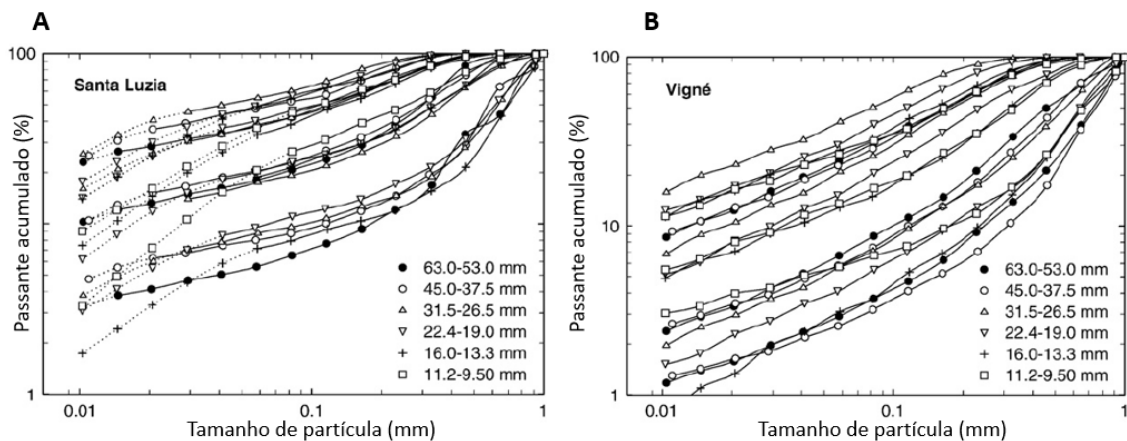 A
Passante acumulado (%)
100
10
1
Santa Luzia
63.0-53.0 mm
45.0-37.5 mm
31.5-26.5 mm
22.4-19.0 mm
16.0-13.3 mm
11.2-9.50 mm
0.01 0.1 1
Tamanho de partícula (mm)
B
Passante acumulado (%)
100
10
1
Vigné
63.0-53.0 mm
45.0-37.5 mm
31.5-26.5 mm
22.4-19.0 mm
16.0-13.3 mm
11.2-9.50 mm
0.01 0.1 1
Tamanho de partícula (mm)